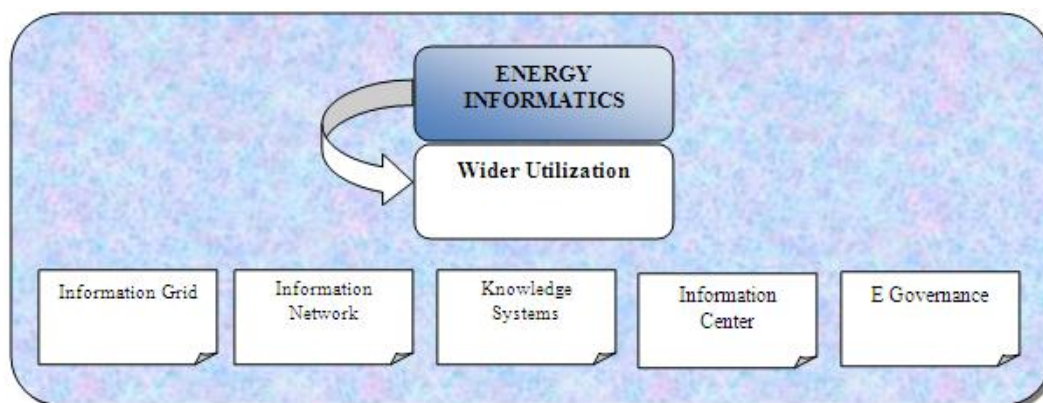 ENERGY
INFORMATICS
Wider Utilization
Information Grid
Information
Network
Knowledge
Systems
Information
Center
E Governance